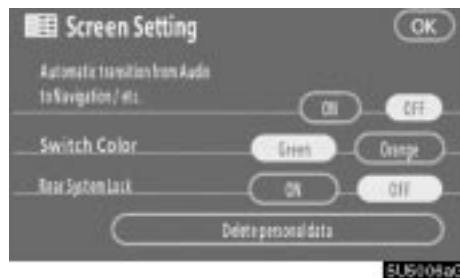 Screen Setting
OK
Automatic transition from Audio
to Navigation / etc.
ON OFF
Switch Color Green Orange
Rear System Lock ON OFF
Delete personal data